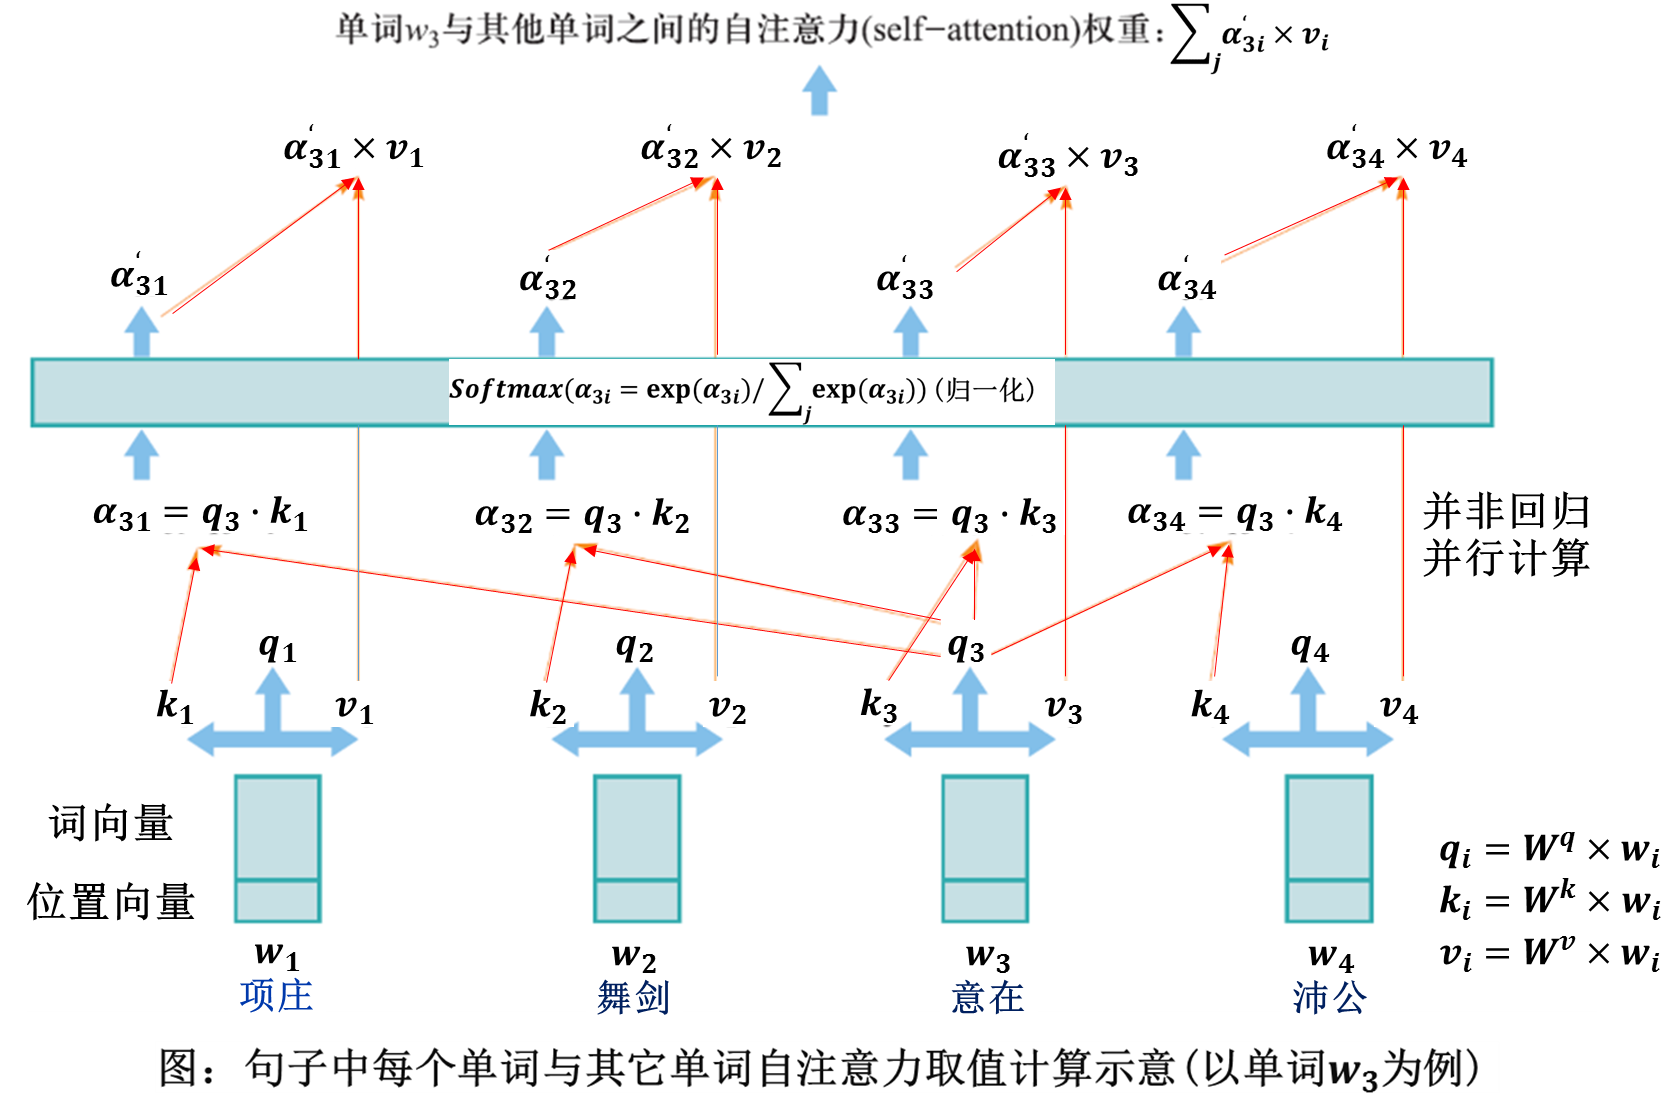 单词w₃与其他单词之间的自注意力(self-attention)权重：∑ⱼα‘₃ᵢ × vᵢ
α‘₃₁ × v₁
α‘₃₂ × v₂
α‘₃₃ × v₃
α‘₃₄ × v₄
α‘₃₁
α‘₃₂
α‘₃₃
α‘₃₄
Softmax(α₃ᵢ = exp(α₃ᵢ)/∑ⱼexp(α₃ᵢ)) (归一化)
α₃₁ = q₃ · k₁
α₃₂ = q₃ · k₂
α₃₃ = q₃ · k₃
α₃₄ = q₃ · k₄
并非回归
并行计算
q₁
q₂
q₃
q₄
k₁
v₁
k₂
v₂
k₃
v₃
k₄
v₄
词向量
位置向量
qᵢ = W^q × wᵢ
kᵢ = W^k × wᵢ
vᵢ = W^v × wᵢ
w₁
w₂
w₃
w₄
项庄
舞剑
意在
沛公
图：句子中每个单词与其它单词自注意力取值计算示意(以单词w₃为例)